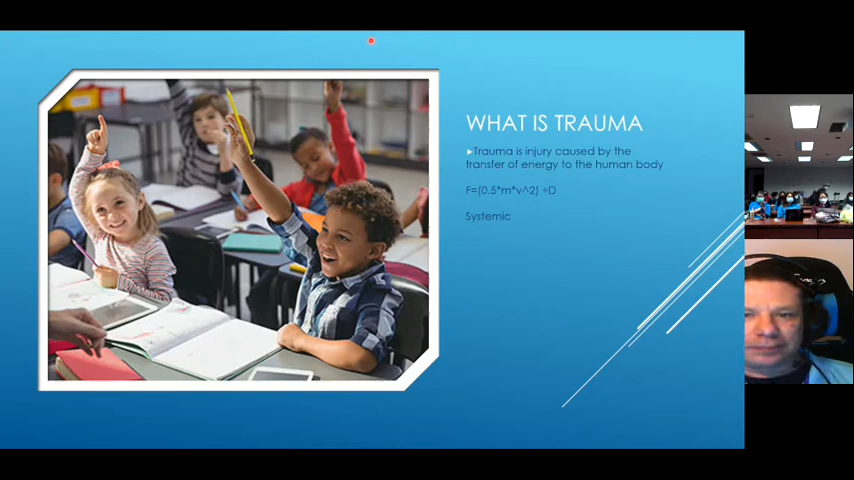 WHAT IS TRAUMA
▸Trauma is injury caused by the
transfer of energy to the human body
F=(0.5*m*v^2) ÷D
Systemic